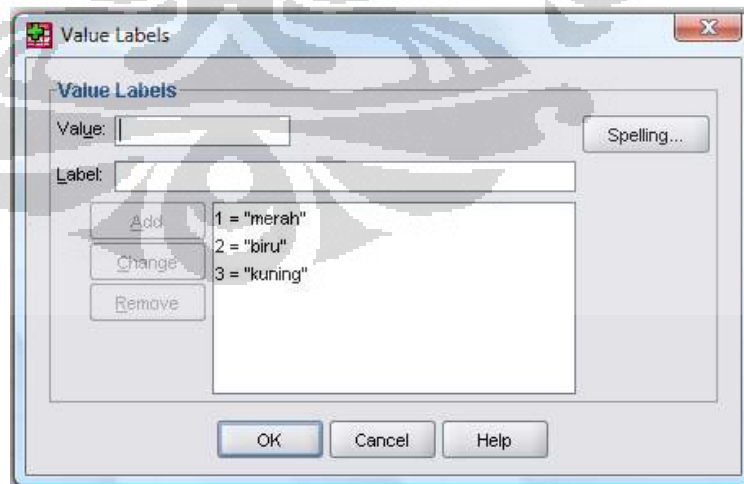 Value Labels
Value Labels
Value:
Spelling...
Label:
Add
1 = "merah"
2 = "biru"
Change
3 = "kuning"
Remove
OK Cancel Help